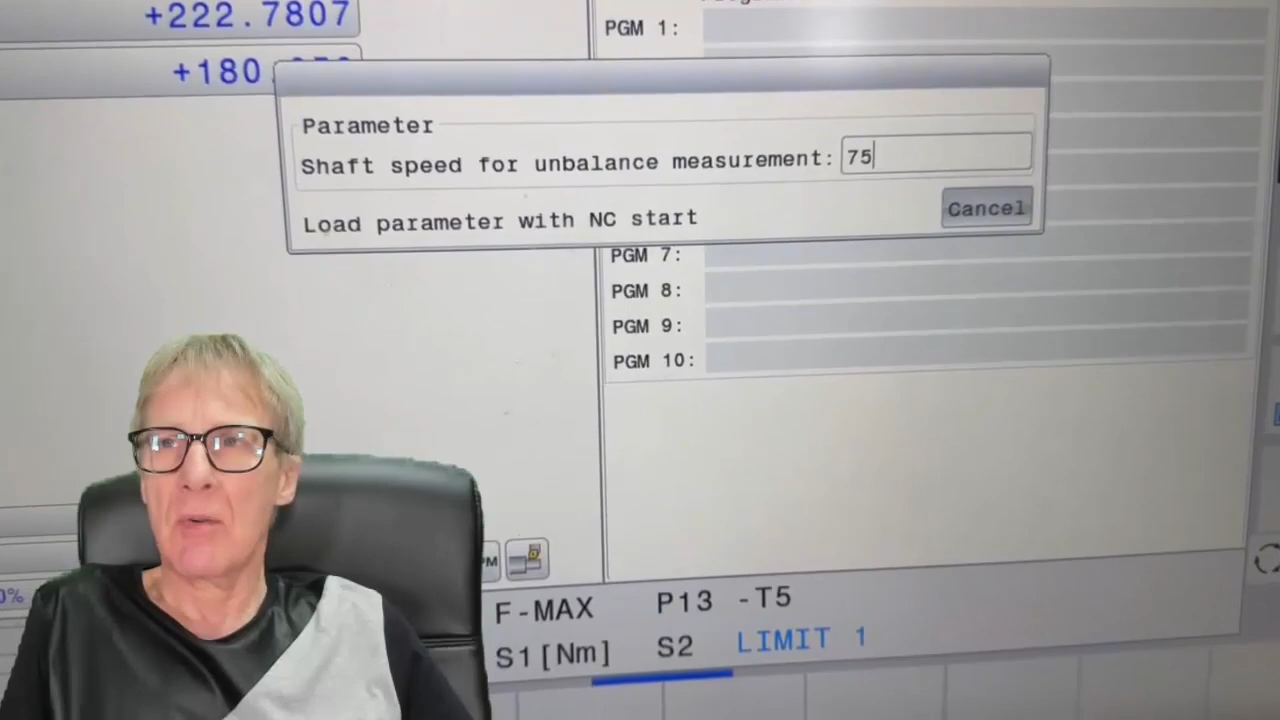 +222.7807
PGM 1:
+180
Parameter
Shaft speed for unbalance measurement: 75
Load parameter with NC start
Cancel
PGM 7:
PGM 8:
PGM 9:
PGM 10:
0%
F-MAX P13 -T5
S1[Nm] S2 LIMIT 1